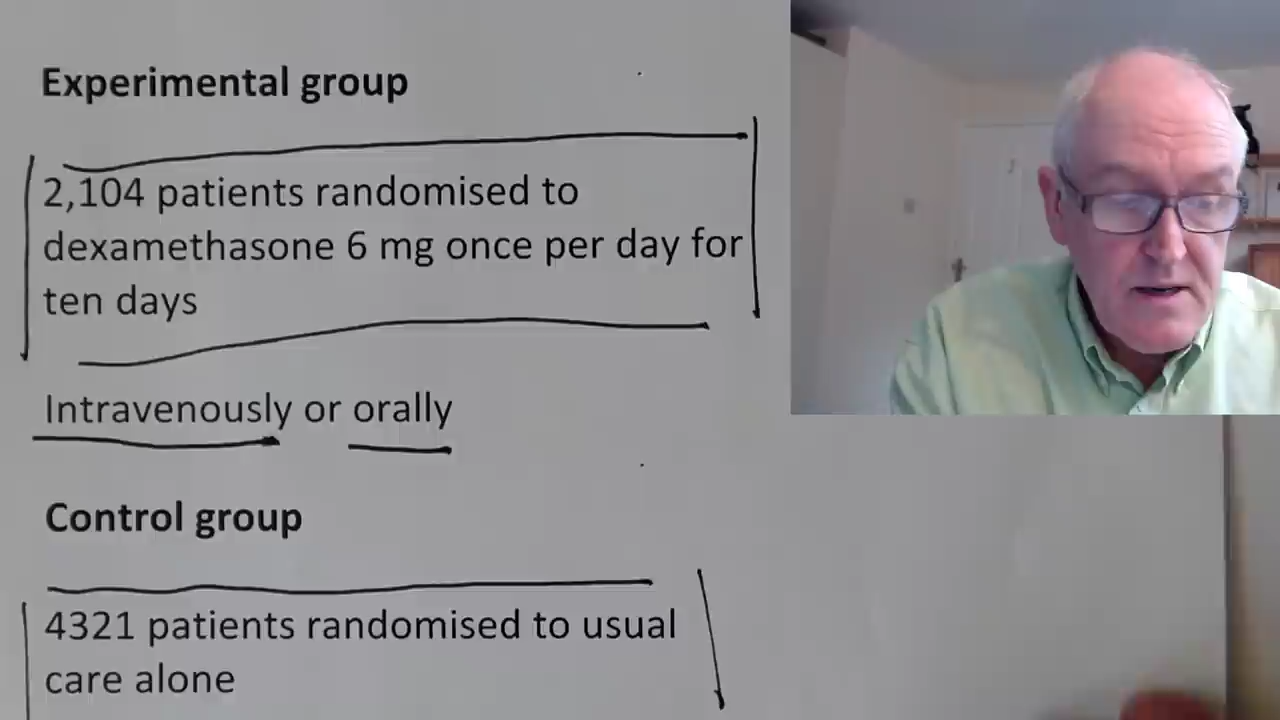 Experimental group
2,104 patients randomised to
dexamethasone 6 mg once per day for
ten days
Intravenously or orally
Control group
4321 patients randomised to usual
care alone